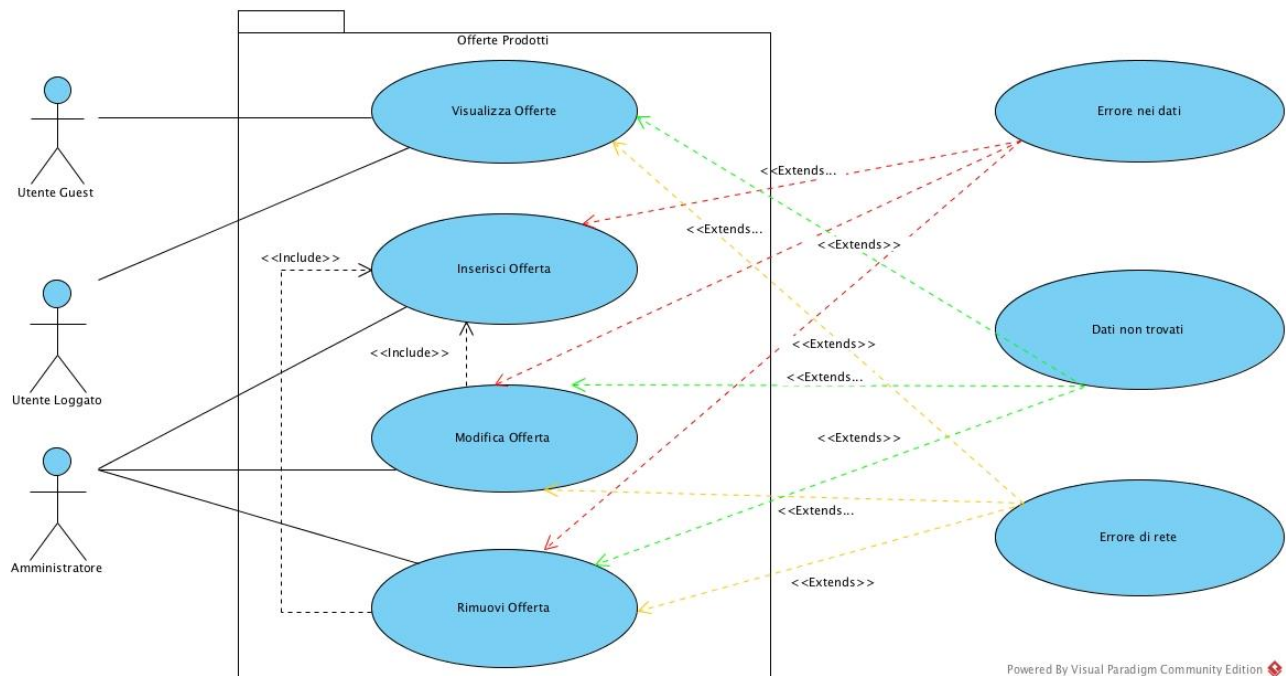 Offerte Prodotti
Visualizza Offerte
Errore nei dati
<<Extends...
Utente Guest
<<Extends...
<<Extends>>
<<Include>>
Inserisci Offerta
Dati non trovati
<<Extends>>
<<Include>>
<<Extends...
Utente Loggato
Modifica Offerta
<<Extends>>
<<Extends...
Errore di rete
Amministratore
<<Extends>>
Rimuovi Offerta
Powered By Visual Paradigm Community Edition